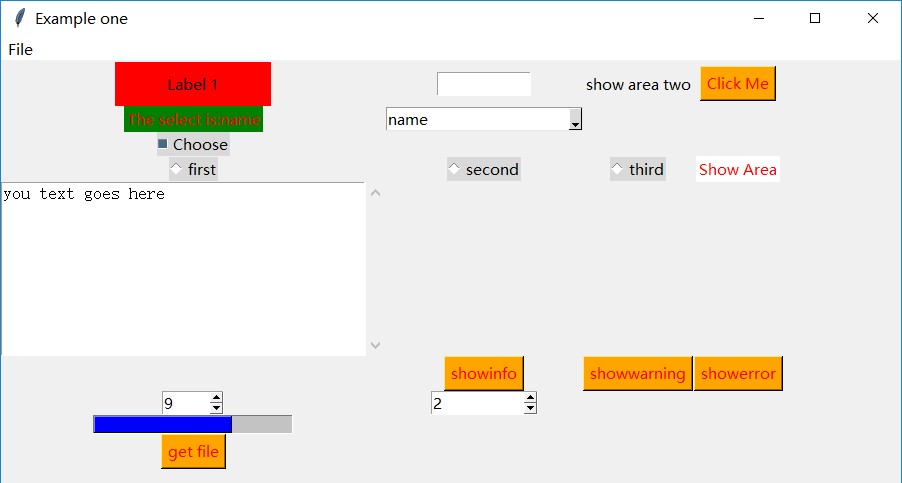 Example one
File
Label 1
show area two
Click Me
The select is:name
name
Choose
first
second
third
Show Area
you text goes here
showinfo
showwarning
showerror
9
2
get file